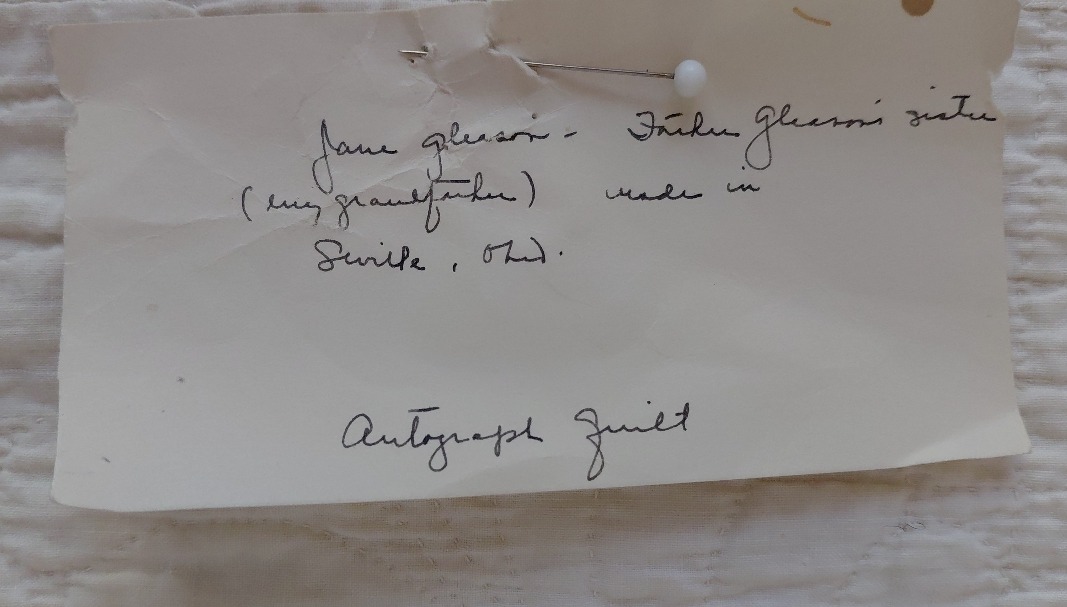 Jane Gleason - Father Gleason's sister
(my grandfather) made in
Seville, Ohio.
Autograph Quilt